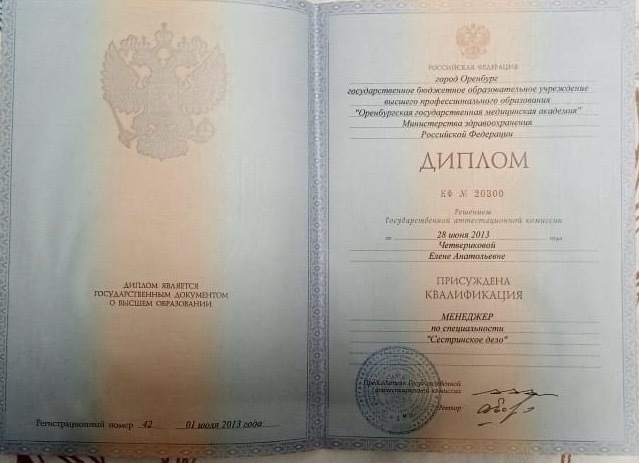 ДИПЛОМ ЯВЛЯЕТСЯ
ГОСУДАРСТВЕННЫМ ДОКУМЕНТОМ
О ВЫСШЕМ ОБРАЗОВАНИИ
Регистрационный номер 42 01 июля 2013 года
РОССИЙСКАЯ ФЕДЕРАЦИЯ
город Оренбург
государственное бюджетное образовательное учреждение
высшего профессионального образования
"Оренбургская государственная медицинская академия"
Министерства здравоохранения
Российской Федерации
ДИПЛОМ
КФ № 20300
Решением
Государственной аттестационной комиссии
от 28 июня 2013 года
Четвериковой
Елене Анатольевне
ПРИСУЖДЕНА
КВАЛИФИКАЦИЯ
МЕНЕДЖЕР
по специальности
"Сестринское дело"
Председатель Государственной
аттестационной комиссии
Ректор